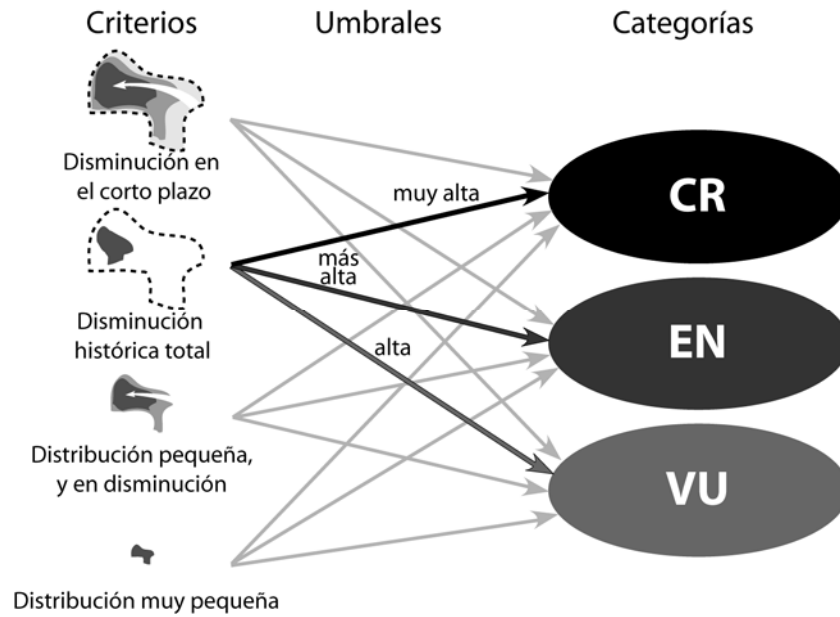 Criterios
Umbrales
Categorías
Disminución en
el corto plazo
Disminución
histórica total
Distribución pequeña,
y en disminución
Distribución muy pequeña
muy alta
más
alta
alta
CR
EN
VU